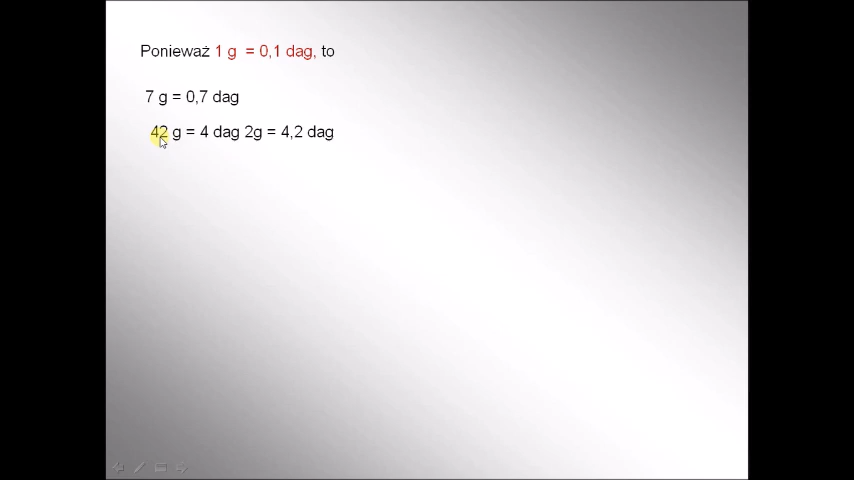 Ponieważ 1 g = 0,1 dag, to
7 g = 0,7 dag
42 g = 4 dag 2g = 4,2 dag